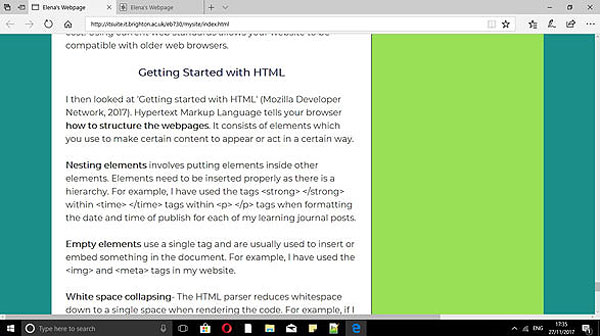 Elena's Webpage
Elena's Webpage
http://itsuite.it.brighton.ac.uk/eb730/mysite/index.html
cost. Using current web standards allows your website to be
compatible with older web browsers.
Getting Started with HTML
I then looked at 'Getting started with HTML' (Mozilla Developer
Network, 2017). Hypertext Markup Language tells your browser
how to structure the webpages. It consists of elements which
you use to make certain content to appear or act in a certain way.
Nesting elements involves putting elements inside other
elements. Elements need to be inserted properly as there is a
hierarchy. For example, I have used the tags <strong> </strong>
within <time> </time> tags within <p> </p> tags when formatting
the date and time of publish for each of my learning journal posts.
Empty elements use a single tag and are usually used to insert or
embed something in the document. For example, I have used the
<img> and <meta> tags in my website.
White space collapsing- The HTML parser reduces whitespace
down to a single space when rendering the code. For example, if I
Type here to search
ENG
17:35
27/11/2017